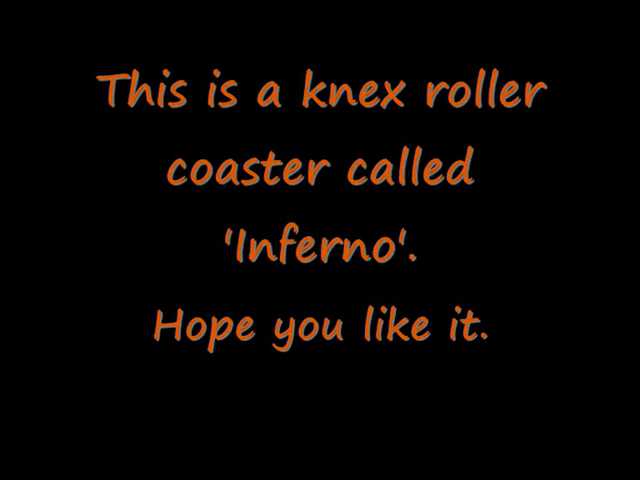 This is a knex roller
coaster called
'Inferno'.
Hope you like it.